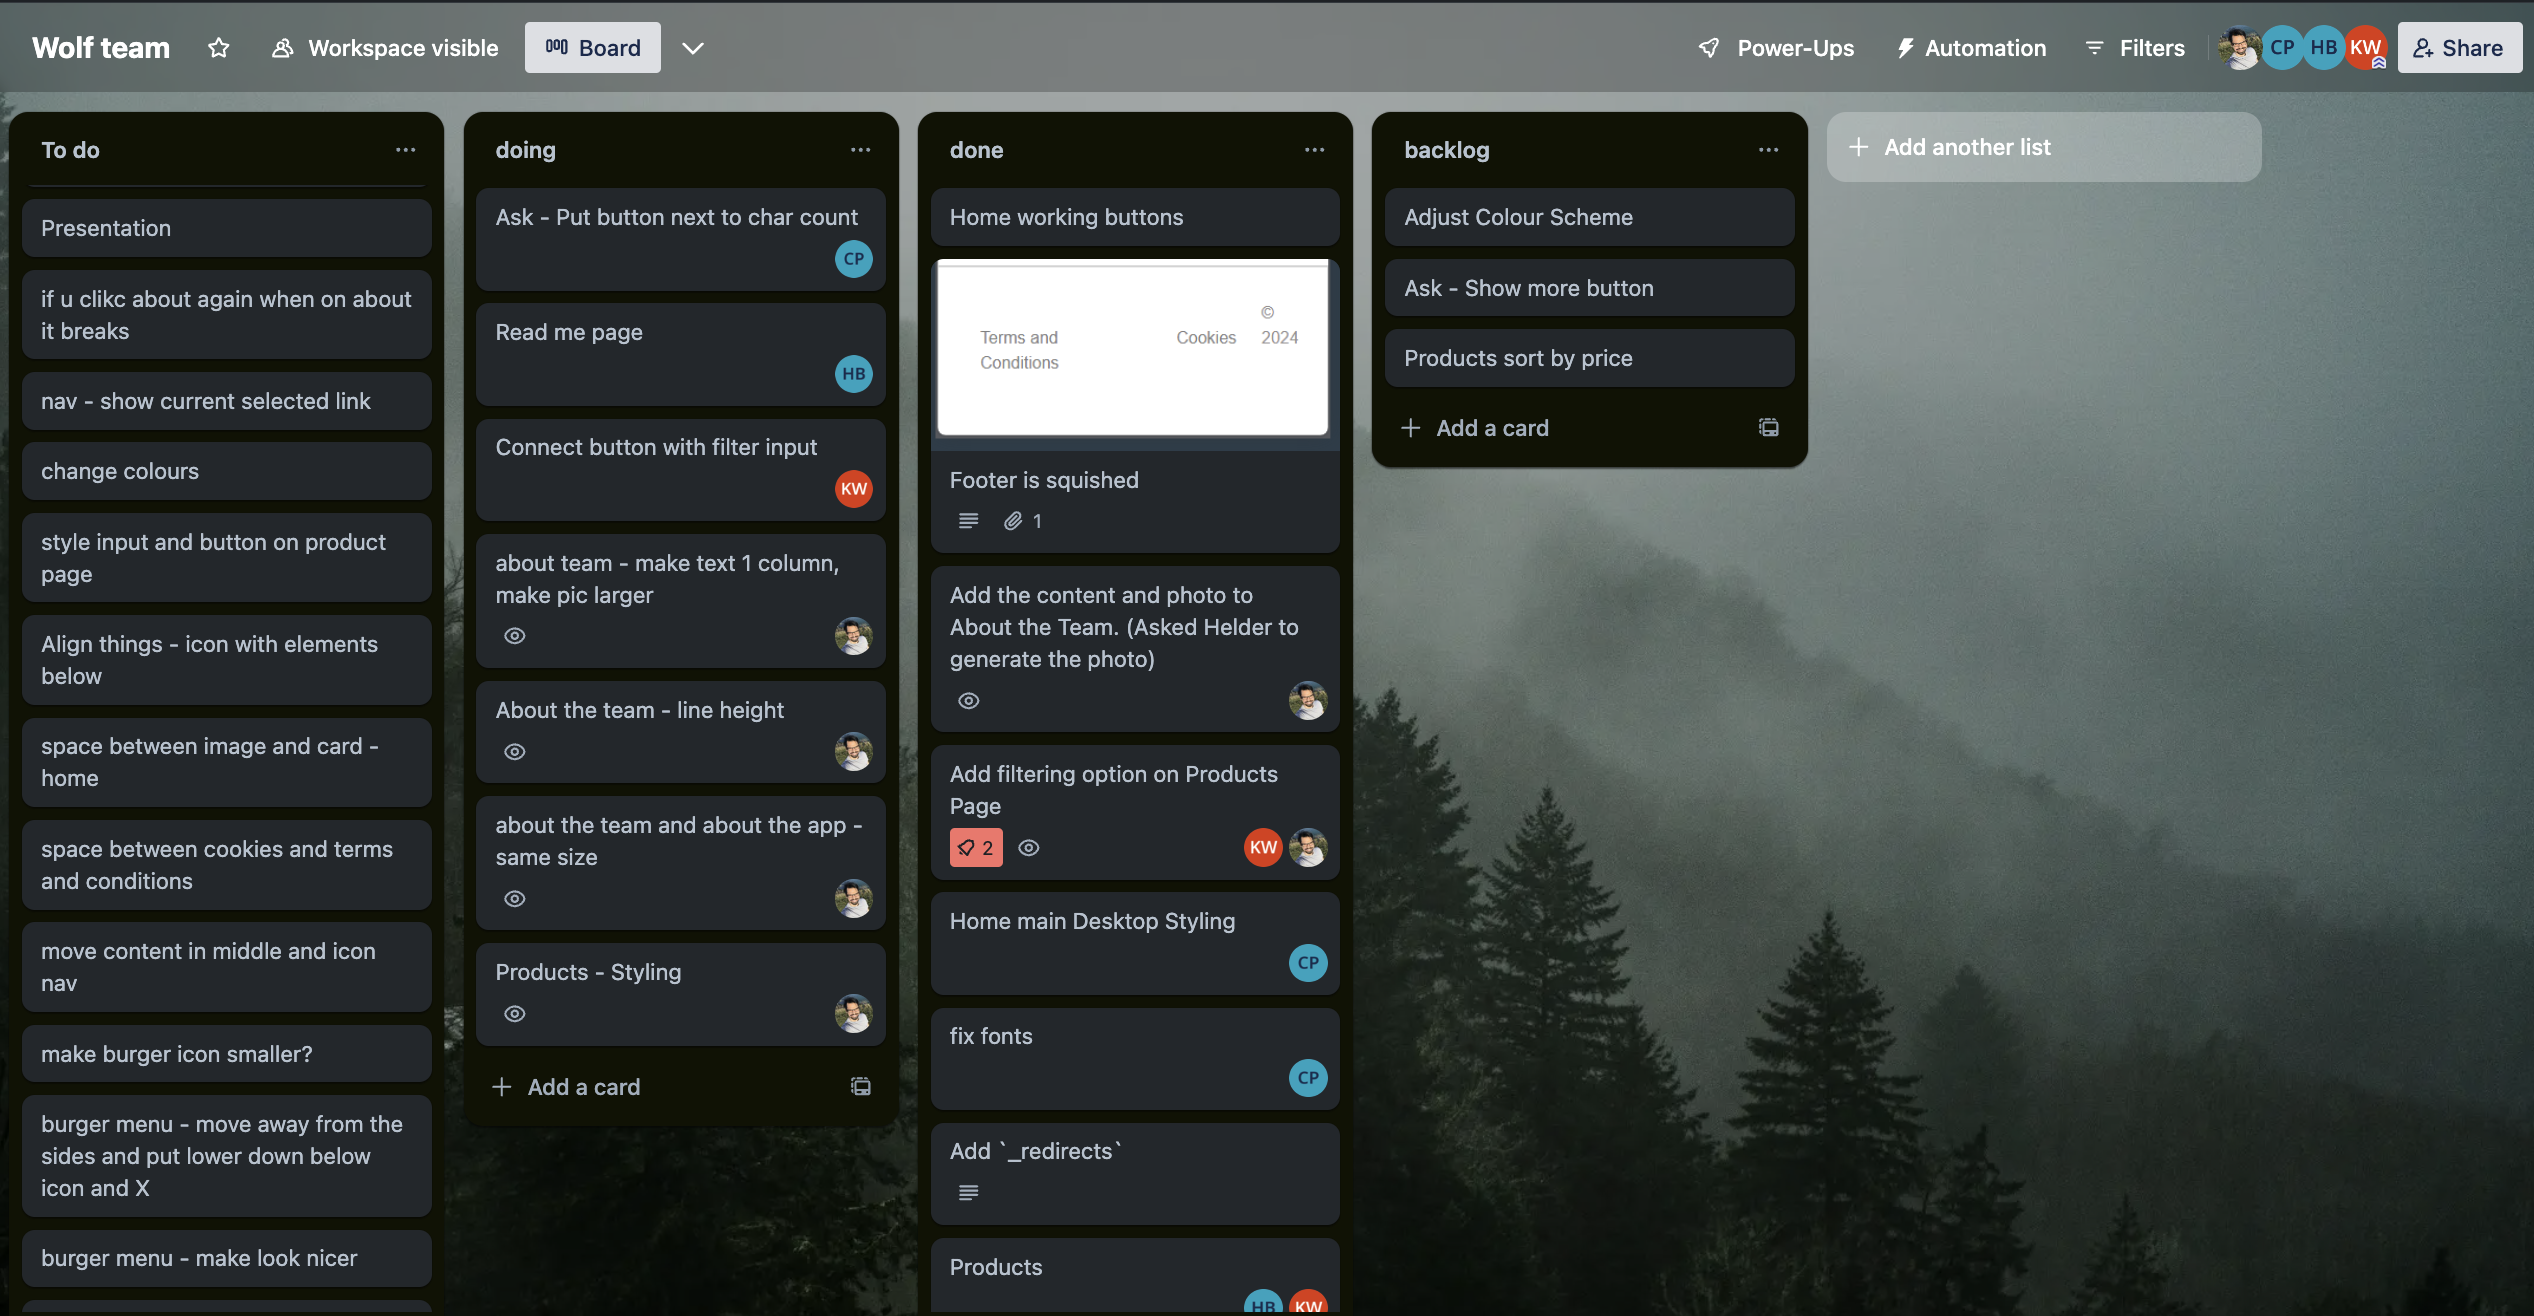 Wolf team
Workspace visible
Board
Power-Ups
Automation
Filters
CP
HB
KW
Share
To do
Presentation
if u clikc about again when on about
it breaks
nav - show current selected link
change colours
style input and button on product
page
Align things - icon with elements
below
space between image and card -
home
space between cookies and terms
and conditions
move content in middle and icon
nav
make burger icon smaller?
burger menu - move away from the
sides and put lower down below
icon and X
burger menu - make look nicer
doing
Ask - Put button next to char count
CP
Read me page
HB
Connect button with filter input
KW
about team - make text 1 column,
make pic larger
About the team - line height
about the team and about the app -
same size
Products - Styling
Add a card
done
Home working buttons
Terms and
Conditions
Cookies
©
2024
Footer is squished
1
Add the content and photo to
About the Team. (Asked Helder to
generate the photo)
Add filtering option on Products
Page
2
KW
Home main Desktop Styling
CP
fix fonts
CP
Add `_redirects`
Products
HB
KW
backlog
Adjust Colour Scheme
Ask - Show more button
Products sort by price
Add a card
Add another list